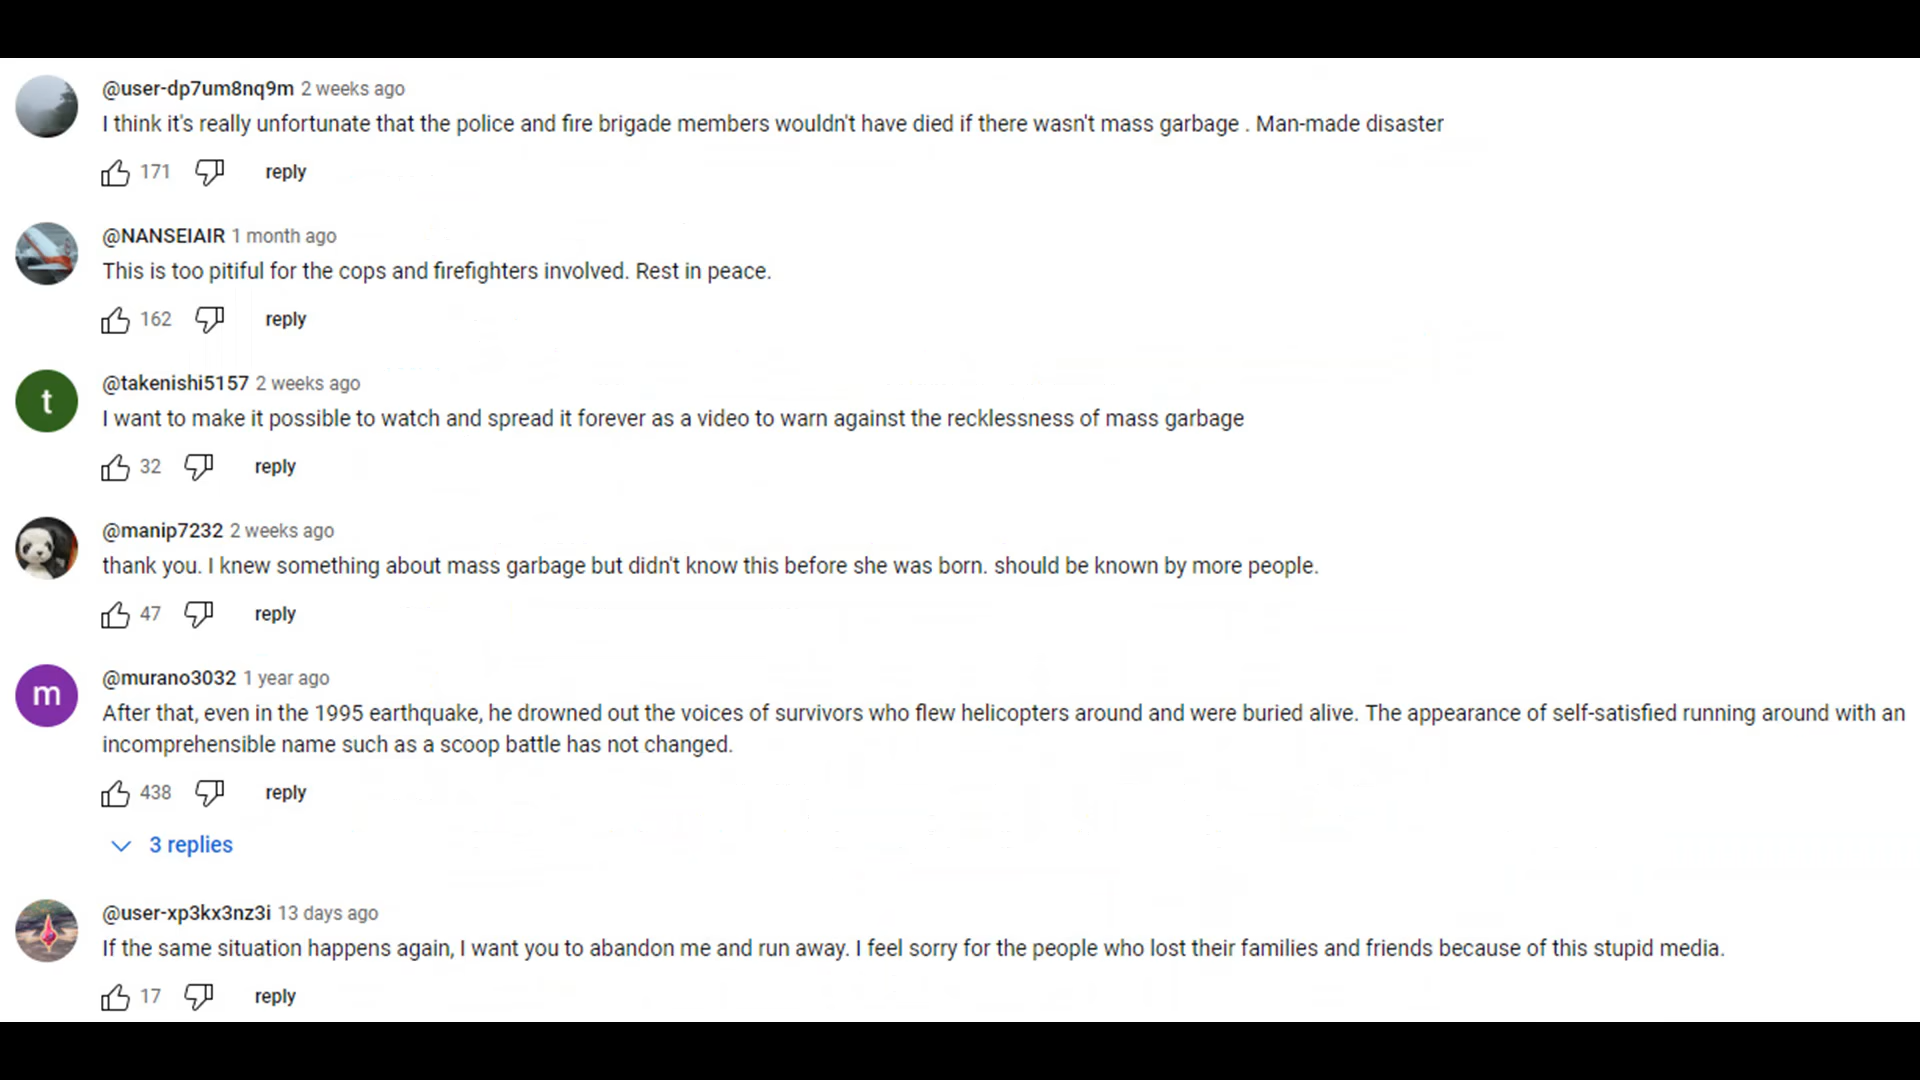 @user-dp7um8nq9m 2 weeks ago
I think it's really unfortunate that the police and fire brigade members wouldn't have died if there wasn't mass garbage . Man-made disaster
171 reply
@NANSEIAIR 1 month ago
This is too pitiful for the cops and firefighters involved. Rest in peace.
162 reply
t
@takenishi5157 2 weeks ago
I want to make it possible to watch and spread it forever as a video to warn against the recklessness of mass garbage
32 reply
@manip7232 2 weeks ago
thank you. I knew something about mass garbage but didn't know this before she was born. should be known by more people.
47 reply
m
@murano3032 1 year ago
After that, even in the 1995 earthquake, he drowned out the voices of survivors who flew helicopters around and were buried alive. The appearance of self-satisfied running around with an
incomprehensible name such as a scoop battle has not changed.
438 reply
3 replies
@user-xp3kx3nz3i 13 days ago
If the same situation happens again, I want you to abandon me and run away. I feel sorry for the people who lost their families and friends because of this stupid media.
17 reply